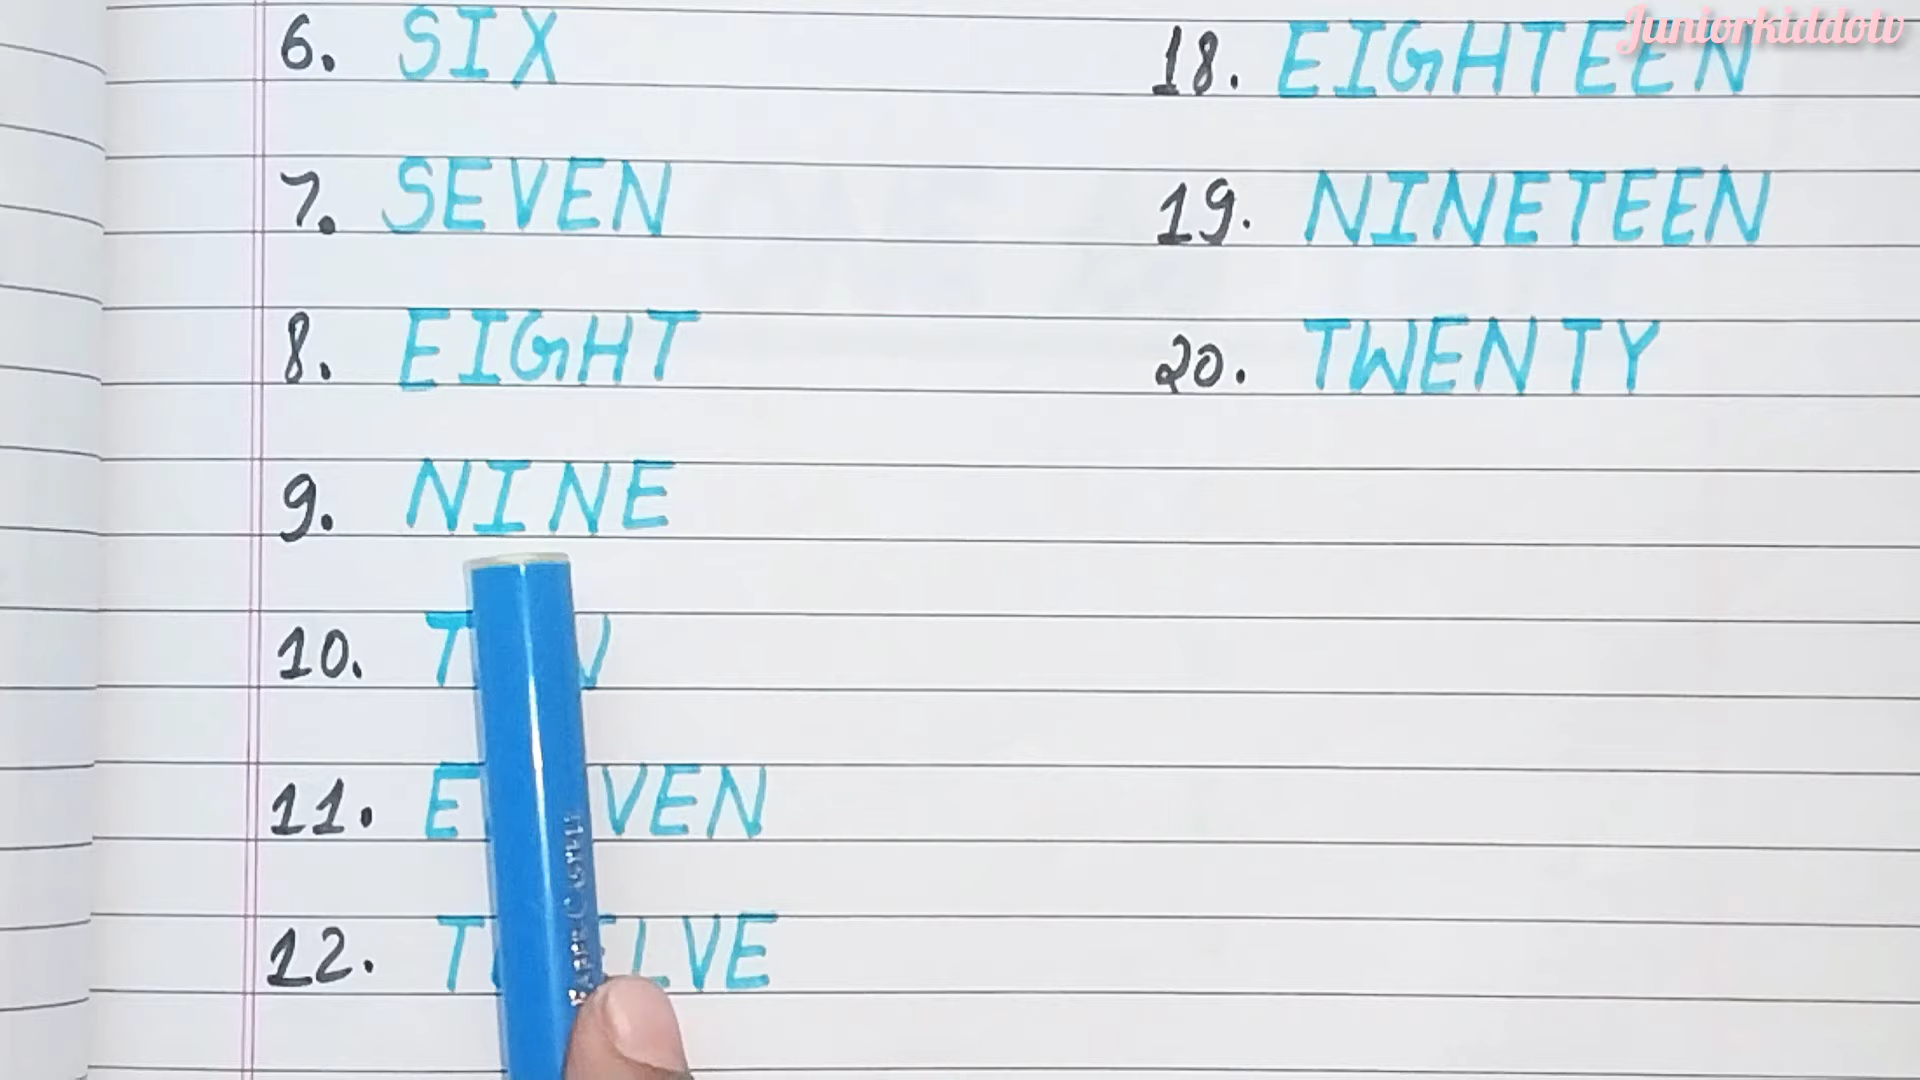 Juniorkiddotv
6. SIX
7. SEVEN
8. EIGHT
9. NINE
10.
11.
12.
18. EIGHTEEN
19. NINETEEN
20. TWENTY